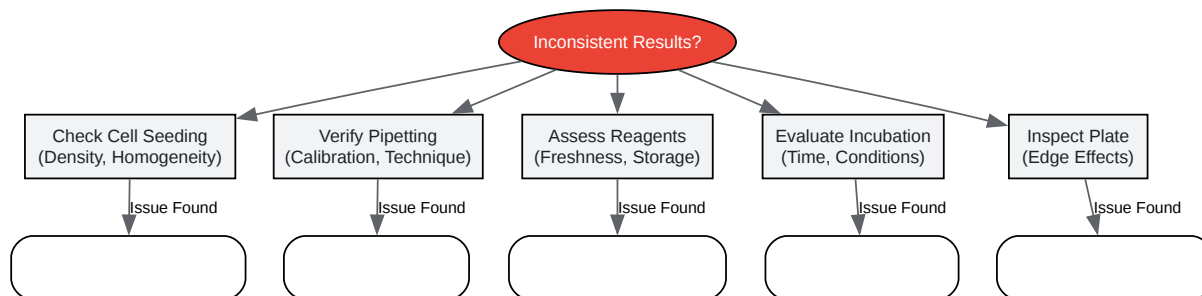 Inconsistent Results?
Check Cell Seeding
(Density, Homogeneity)
Verify Pipetting
(Calibration, Technique)
Assess Reagents
(Freshness, Storage)
Evaluate Incubation
(Time, Conditions)
Inspect Plate
(Edge Effects)
Issue Found
Issue Found
Issue Found
Issue Found
Issue Found